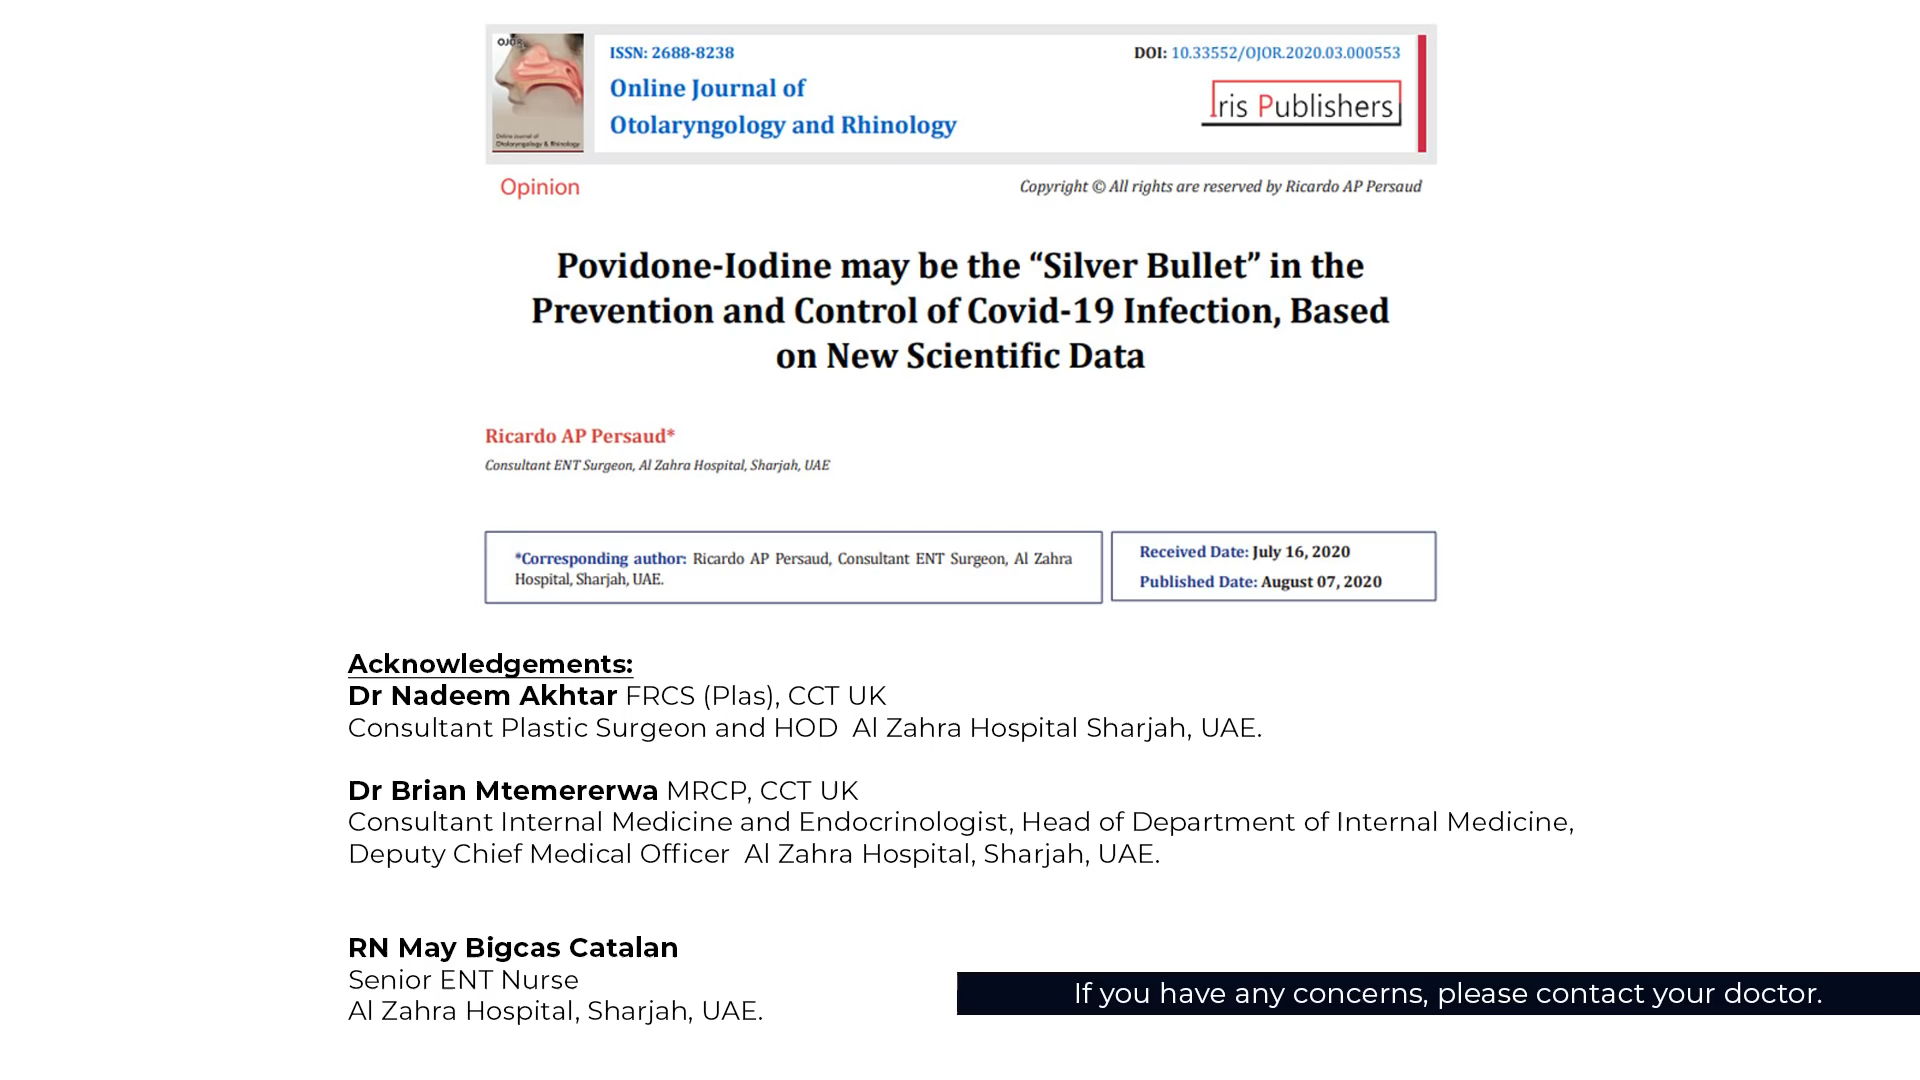 OJOR
Online Journal of
Otolaryngology & Rhinology
ISSN: 2688-8238
DOI: 10.33552/OJOR.2020.03.000553
Online Journal of
Otolaryngology and Rhinology
Iris Publishers
Opinion
Copyright © All rights are reserved by Ricardo AP Persaud
Povidone-Iodine may be the “Silver Bullet” in the
Prevention and Control of Covid-19 Infection, Based
on New Scientific Data
Ricardo AP Persaud*
Consultant ENT Surgeon, Al Zahra Hospital, Sharjah, UAE
*Corresponding author: Ricardo AP Persaud, Consultant ENT Surgeon, Al Zahra
Hospital, Sharjah, UAE.
Received Date: July 16, 2020
Published Date: August 07, 2020
Acknowledgements:
Dr Nadeem Akhtar FRCS (Plas), CCT UK
Consultant Plastic Surgeon and HOD Al Zahra Hospital Sharjah, UAE.
Dr Brian Mtemererwa MRCP, CCT UK
Consultant Internal Medicine and Endocrinologist, Head of Department of Internal Medicine,
Deputy Chief Medical Officer Al Zahra Hospital, Sharjah, UAE.
RN May Bigcas Catalan
Senior ENT Nurse
Al Zahra Hospital, Sharjah, UAE.
If you have any concerns, please contact your doctor.